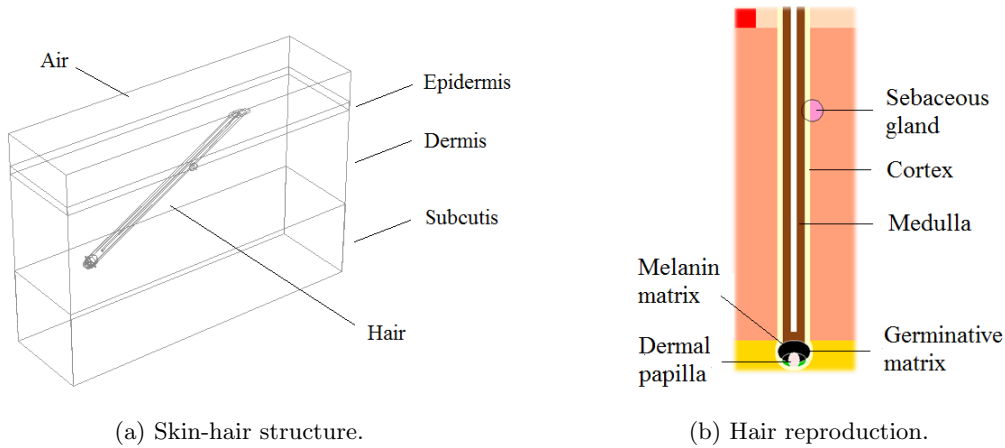 Air
Epidermis
Dermis
Subcutis
Hair
(a) Skin-hair structure.
Sebaceous
gland
Cortex
Medulla
Melanin
matrix
Germinative
matrix
Dermal
papilla
(b) Hair reproduction.